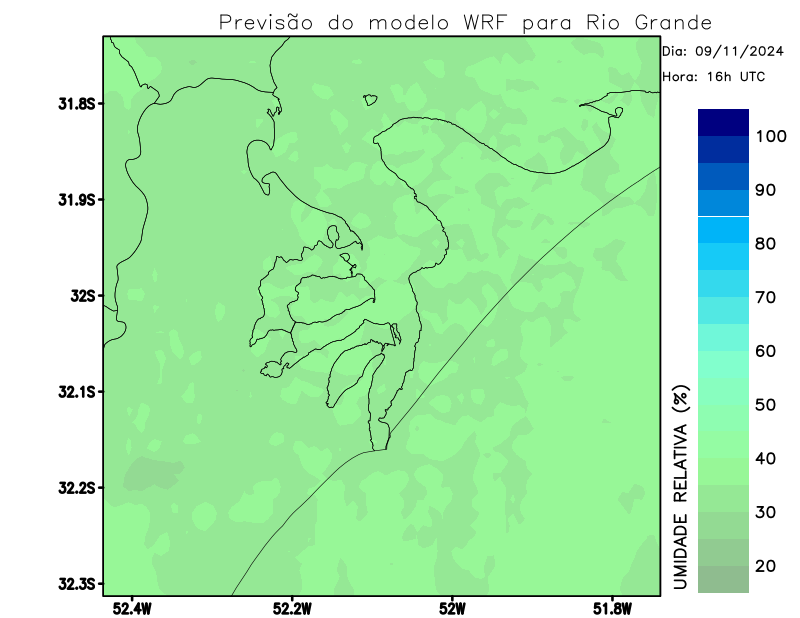 Previsão do modelo WRF para Rio Grande
Dia: 09/11/2024
Hora: 16h UTC
31.8S
31.9S
32S
32.1S
32.2S
32.3S
52.4W
52.2W
52W
51.8W
100
90
80
70
60
50
40
30
20
UMIDADE RELATIVA (%)